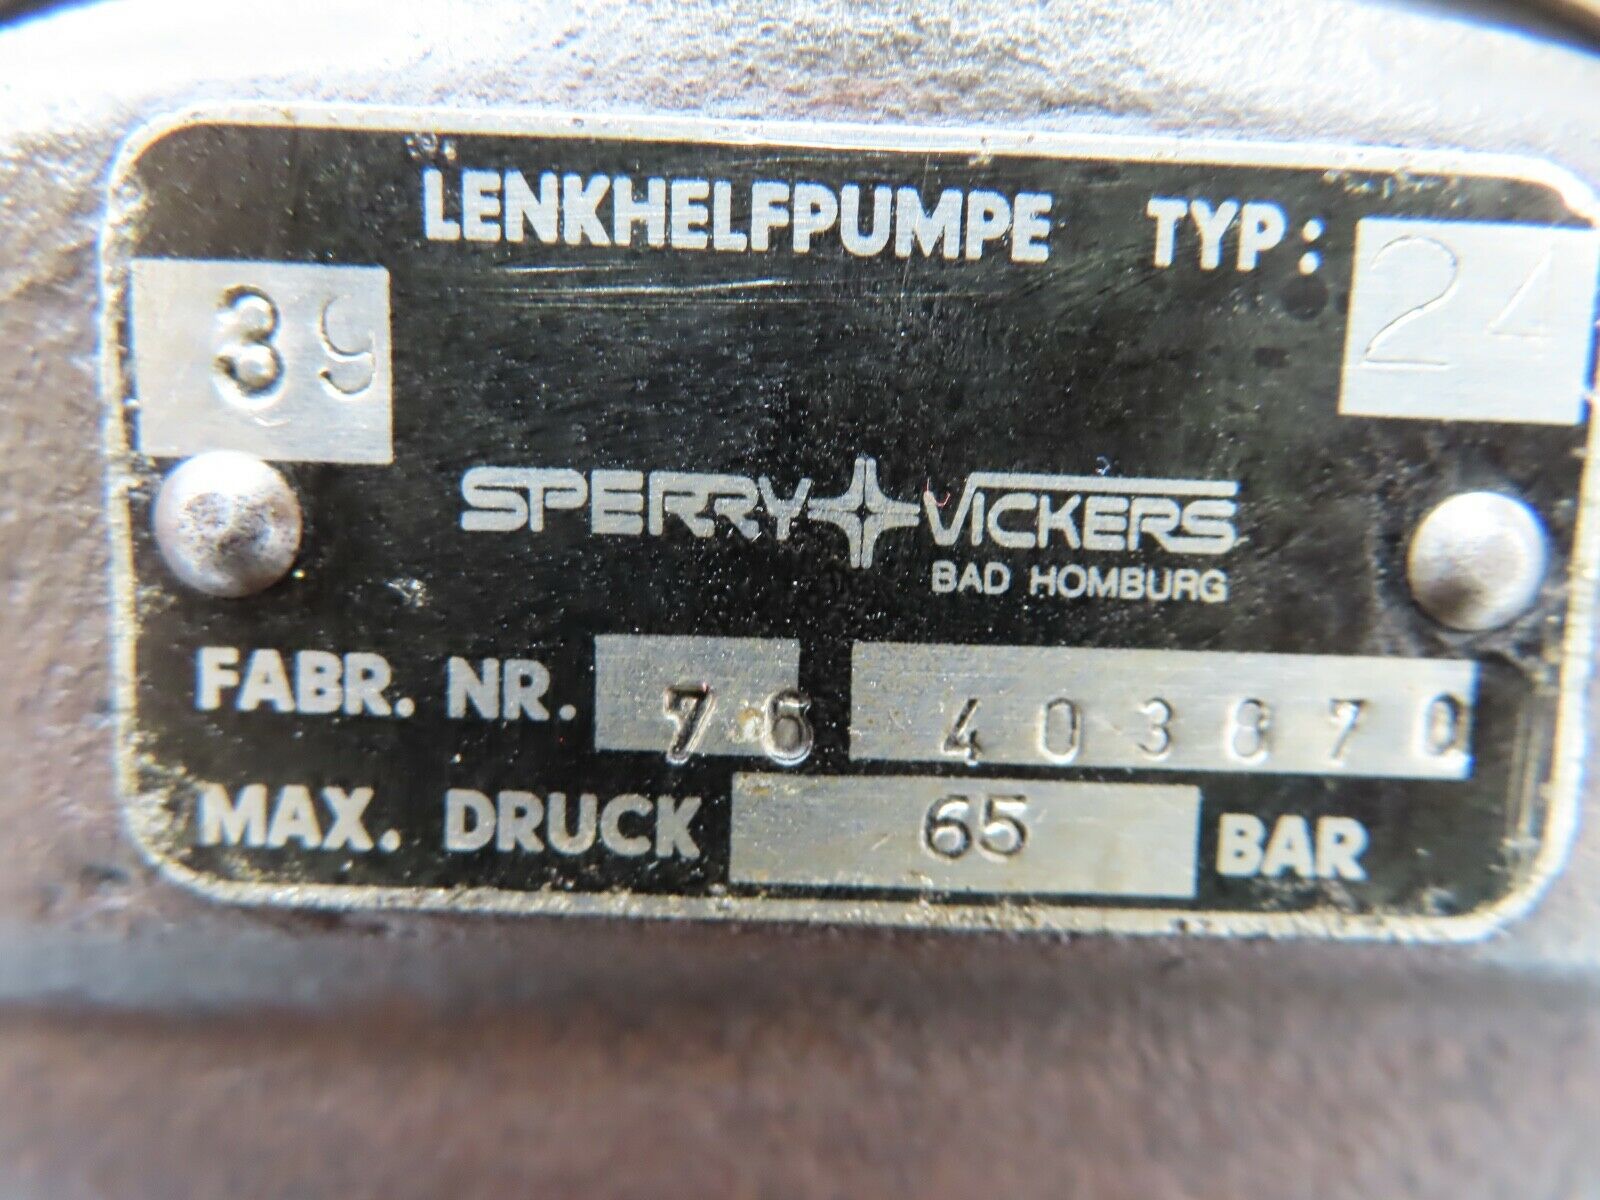 LENKHELFPUMPE TYP: 24
39
SPERRY VICKERS
BAD HOMBURG
FABR. NR. 76 403870
MAX. DRUCK 65 BAR